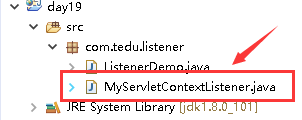 day19
src
com.tedu.listener
ListenerDemo.java
MyServletContextListener.java
JRE System Library [jdk1.8.0_101]